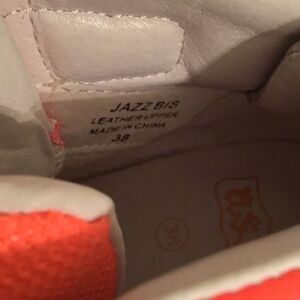 JAZZ BIS
LEATHER UPPER
MADE IN CHINA
38
38